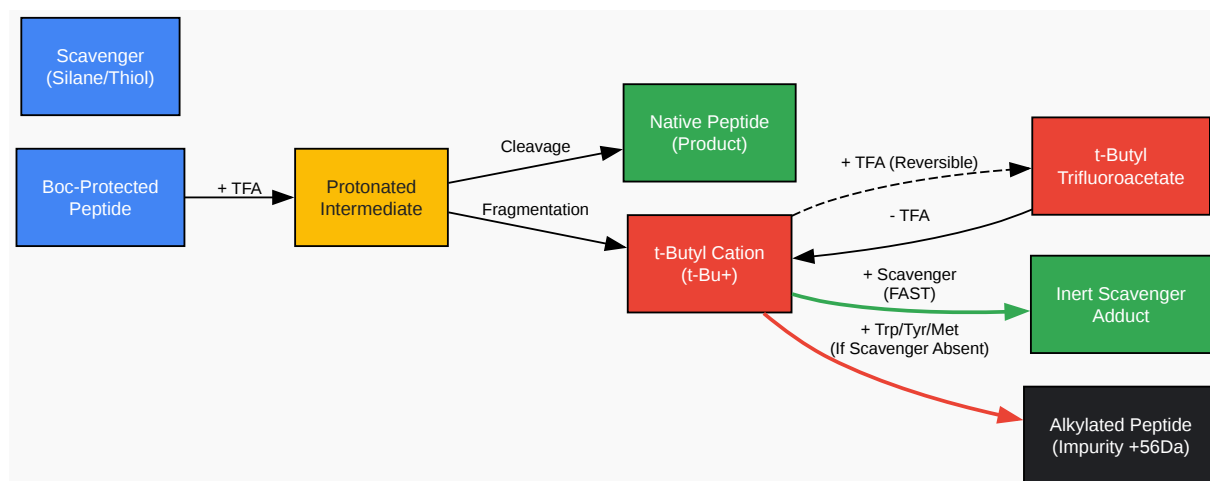 Scavenger
(Silane/Thiol)
Boc-Protected
Peptide
+ TFA
Protonated
Intermediate
Cleavage
Fragmentation
Native Peptide
(Product)
t-Butyl Cation
(t-Bu+)
+ TFA (Reversible)
- TFA
+ Scavenger
(FAST)
+ Trp/Tyr/Met
(If Scavenger Absent)
t-Butyl
Trifluoroacetate
Inert Scavenger
Adduct
Alkylated Peptide
(Impurity +56Da)